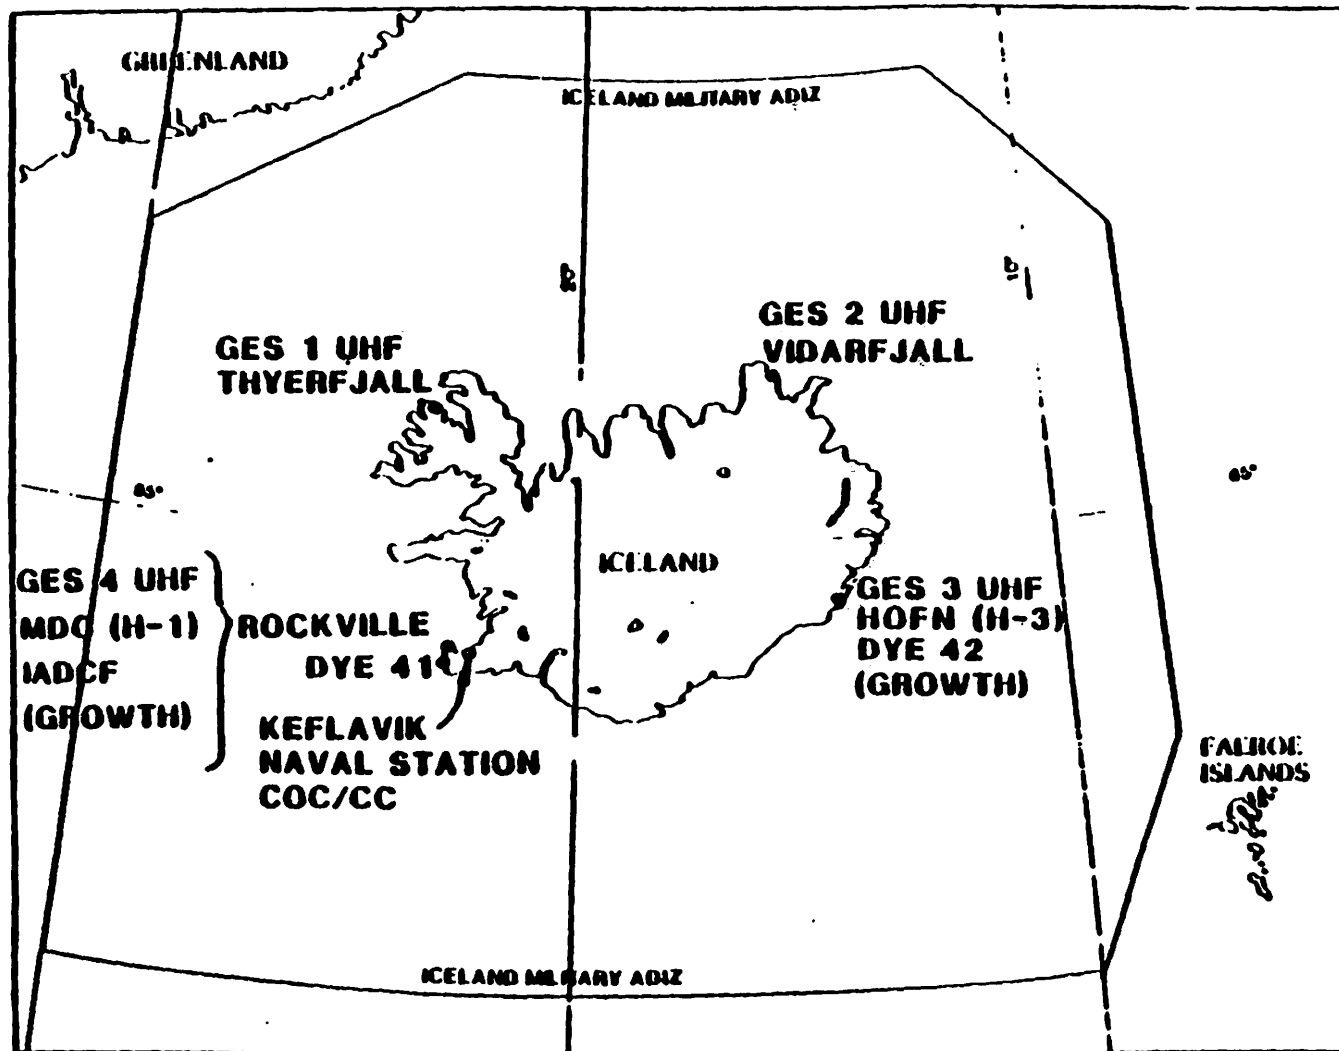 GREENLAND
ICELAND MILITARY ADIZ
GES 2 UHF
VIDARFJALL
GES 1 UHF
THYERFJALL
65°
65°
ICELAND
GES 4 UHF
MDC (H-1)
IADCF
(GROWTH)
ROCKVILLE
DYE 41
GES 3 UHF
HOFN (H-3)
DYE 42
(GROWTH)
KEFLAVIK
NAVAL STATION
COC/CC
FAEROE
ISLANDS
ICELAND MILITARY ADIZ